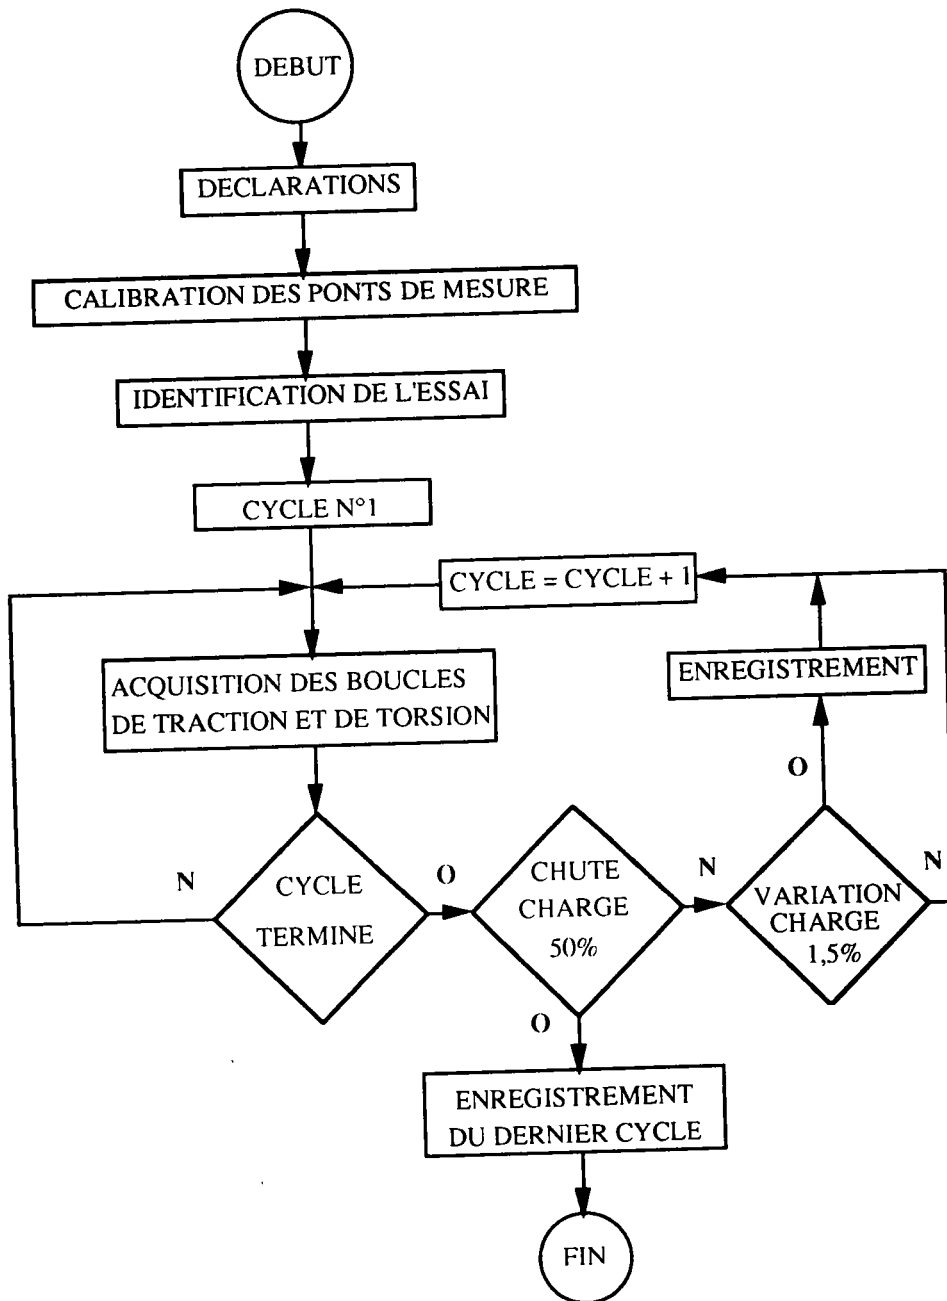 DEBUT
DECLARATIONS
CALIBRATION DES PONTS DE MESURE
IDENTIFICATION DE L'ESSAI
CYCLE N°1
CYCLE = CYCLE + 1
ENREGISTREMENT
ACQUISITION DES BOUCLES
DE TRACTION ET DE TORSION
O
N
CYCLE
TERMINE
O
CHUTE
CHARGE
50%
N
VARIATION
CHARGE
1,5%
N
O
ENREGISTREMENT
DU DERNIER CYCLE
FIN